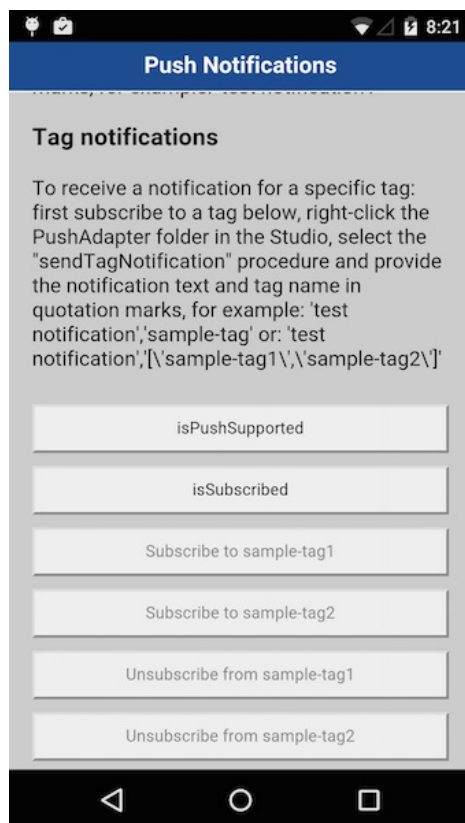 8:21
Push Notifications
Tag notifications
To receive a notification for a specific tag:
first subscribe to a tag below, right-click the
PushAdapter folder in the Studio, select the
"sendTagNotification" procedure and provide
the notification text and tag name in
quotation marks, for example: 'test
notification','sample-tag' or: 'test
notification','[\'sample-tag1\',\'sample-tag2\']'
isPushSupported
isSubscribed
Subscribe to sample-tag1
Subscribe to sample-tag2
Unsubscribe from sample-tag1
Unsubscribe from sample-tag2